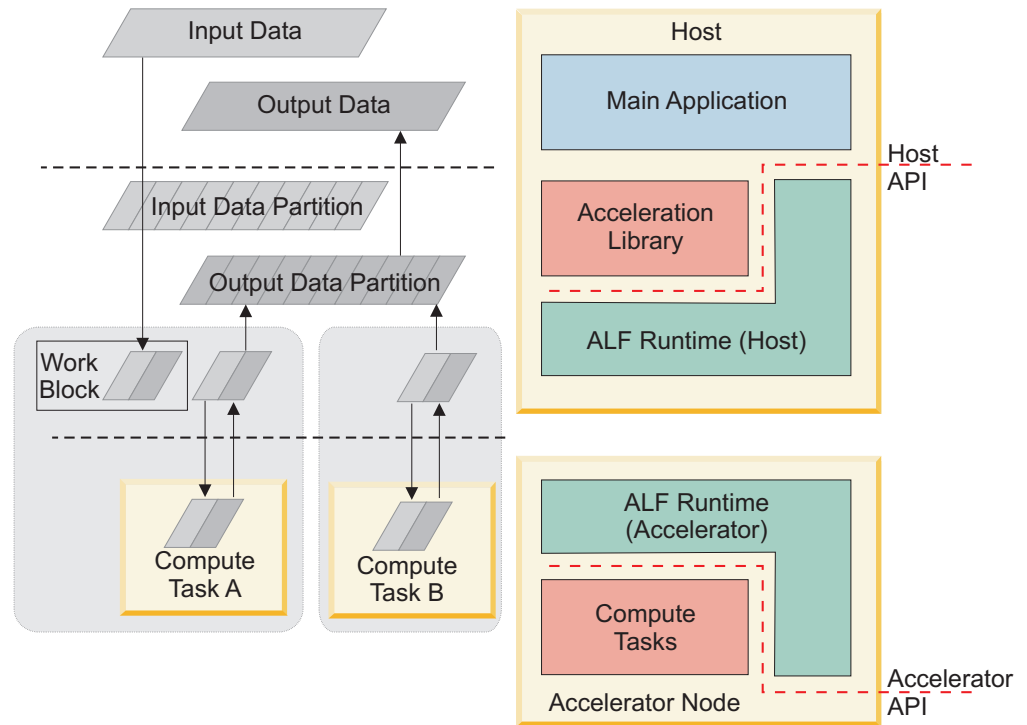 Input Data
Output Data
Input Data Partition
Output Data Partition
Work
Block
Compute
Task A
Compute
Task B
Host
Main Application
Host
API
Acceleration
Library
ALF Runtime (Host)
ALF Runtime
(Accelerator)
Compute
Tasks
Accelerator Node
Accelerator
API